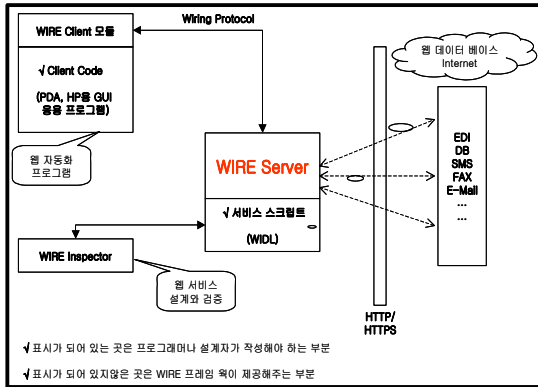 Wiring Protocol
WIRE Client 모듈
√ Client Code
(PDA, HP용 GUI
응용 프로그램)
웹 자동화
프로그램
WIRE Server
√ 서비스 스크립트
(WIDL)
WIRE Inspector
웹 서비스
설계와 검증
웹 데이터 베이스
Internet
EDI
DB
SMS
FAX
E-Mail
...
...
HTTP/
HTTPS
√ 표시가 되어 있는 곳은 프로그래머나 설계자가 작성해야 하는 부분
√ 표시가 되어 있지않은 곳은 WIRE 프레임 웍이 제공해주는 부분